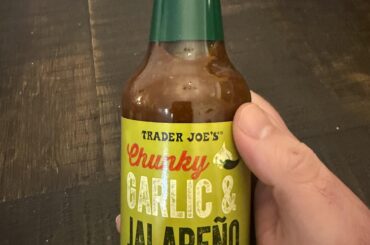 TRADER JOE'S
Chunky
GARLIC &
JALAPEÑO